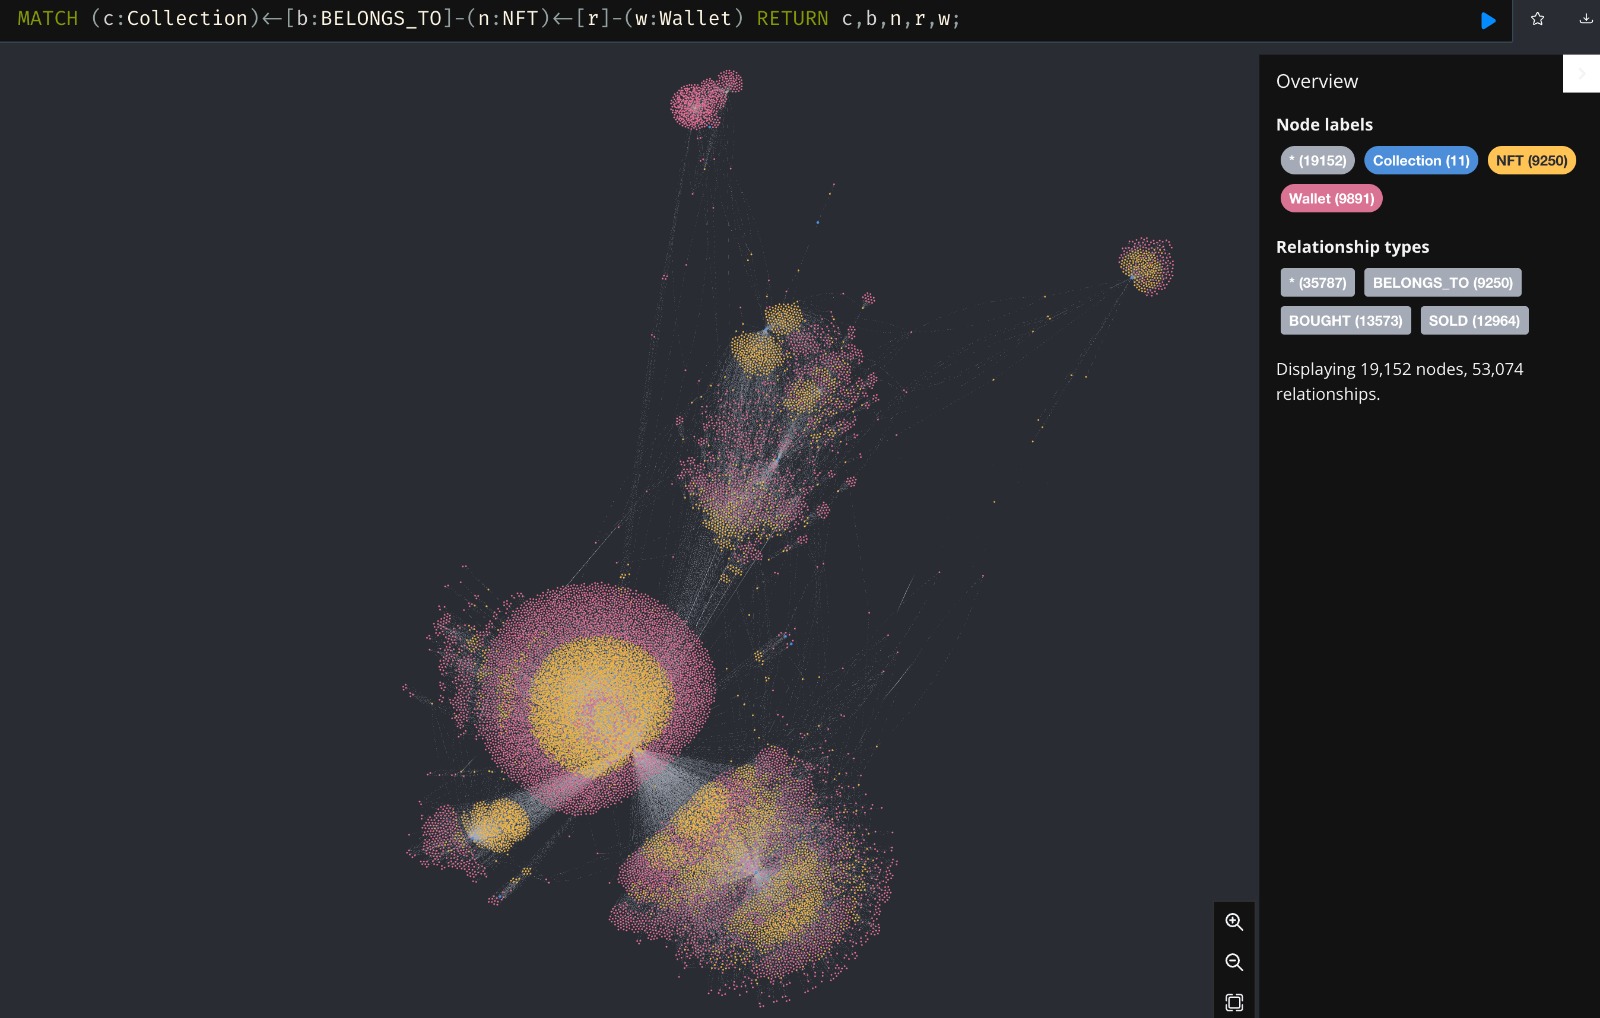 MATCH (c:Collection)<-[b:BELONGS_TO]-(n:NFT)<-[r]-(w:Wallet) RETURN c,b,n,r,w;
Overview
Node labels
* (19152) Collection (11) NFT (9250)
Wallet (9891)
Relationship types
* (35787) BELONGS_TO (9250)
BOUGHT (13573) SOLD (12964)
Displaying 19,152 nodes, 53,074
relationships.